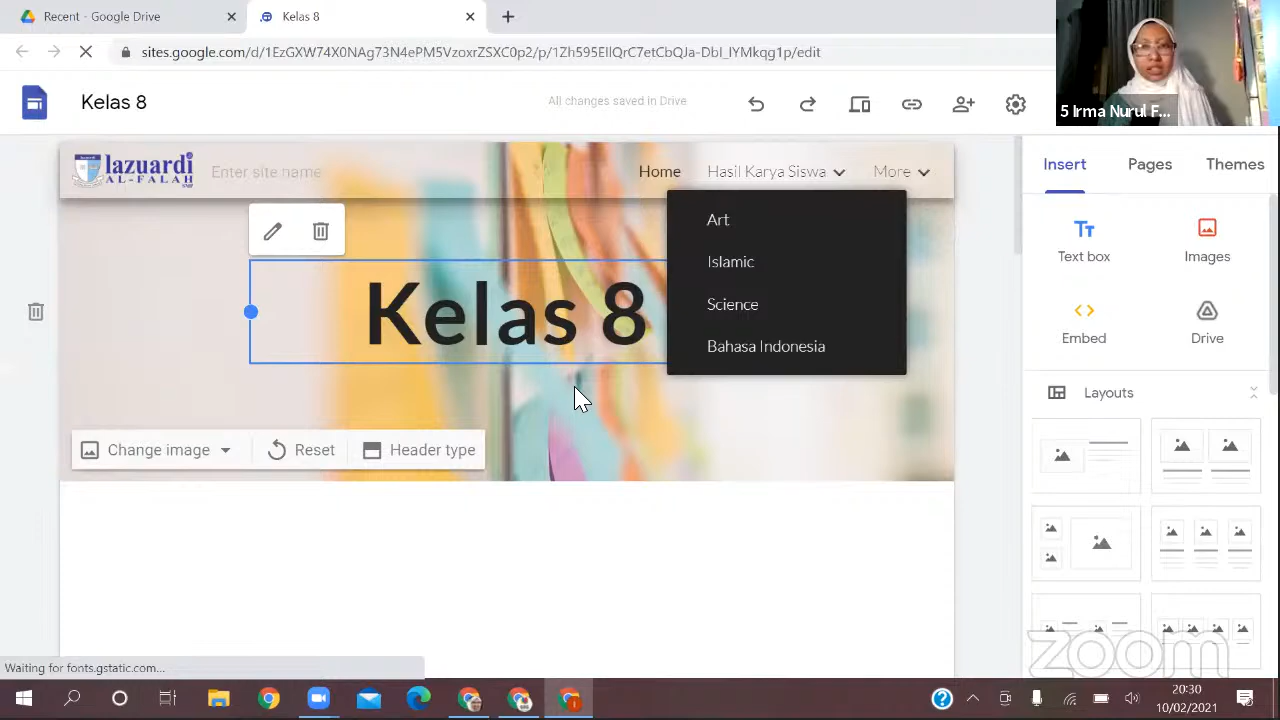 Recent - Google Drive
Kelas 8
sites.google.com/d/1EzGXW74X0NAg73N4ePM5VzoxrZSXC0p2/p/1Zh595EIlQrC7etCbQJa-Dbl_IYMkqg1p/edit
5 Irma Nurul F...
Kelas 8
All changes saved in Drive
Insert
Pages
Themes
lazuardi
AL-FALAH
Enter site name
Home
Hasil Karya Siswa
More
Art
Islamic
Science
Bahasa Indonesia
Kelas 8
Text box
Images
Embed
Drive
Layouts
Change image
Reset
Header type
zoom
Waiting for fonts.gstatic.com...
20:30
10/02/2021